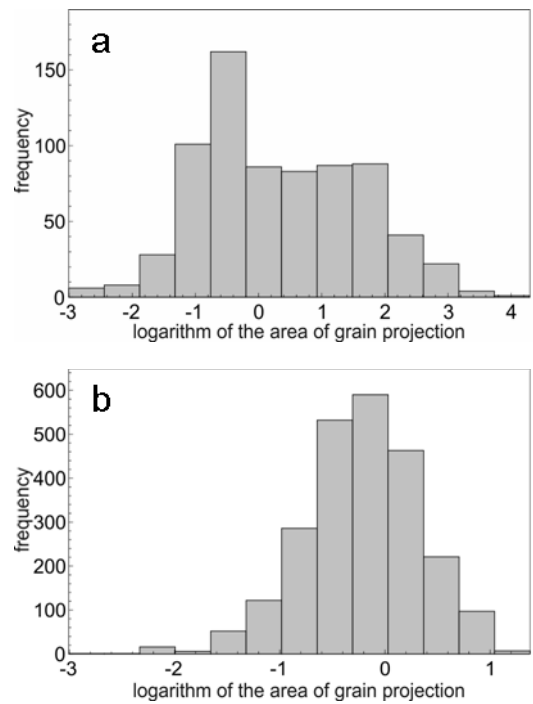 a
150
100
50
0
frequency
-3 -2 -1 0 1 2 3 4
logarithm of the area of grain projection
b
600
500
400
300
200
100
0
frequency
-3 -2 -1 0 1
logarithm of the area of grain projection